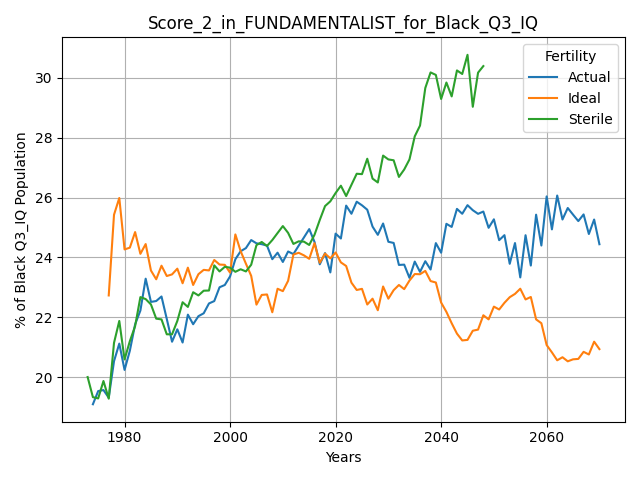 Score_2_in_FUNDAMENTALIST_for_Black_Q3_IQ
Fertility
Actual
Ideal
Sterile
% of Black Q3_IQ Population
30
28
26
24
22
20
1980
2000
2020
2040
2060
Years